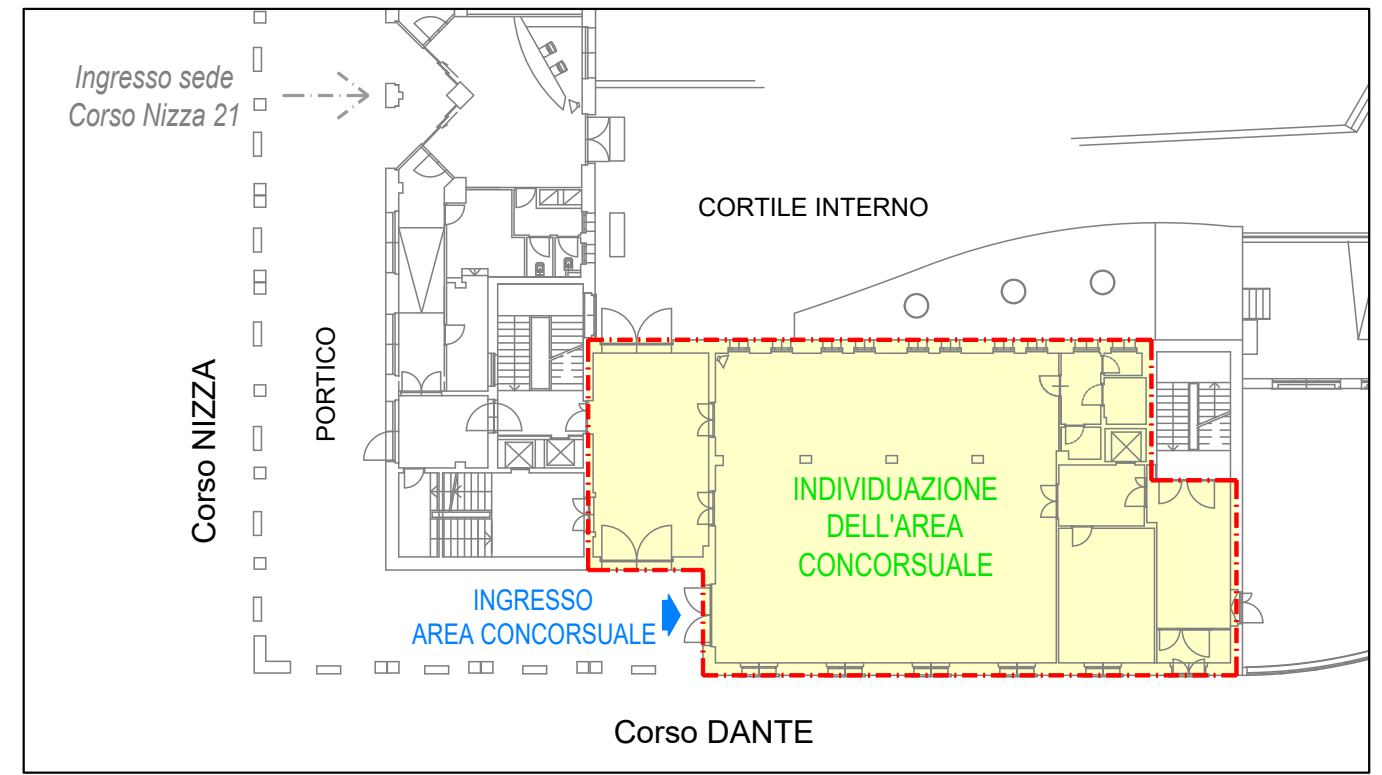 Ingresso sede
Corso Nizza 21
CORTILE INTERNO
Corso NIZZA
PORTICO
INDIVIDUAZIONE
DELL'AREA
CONCORSUALE
INGRESSO
AREA CONCORSUALE
Corso DANTE